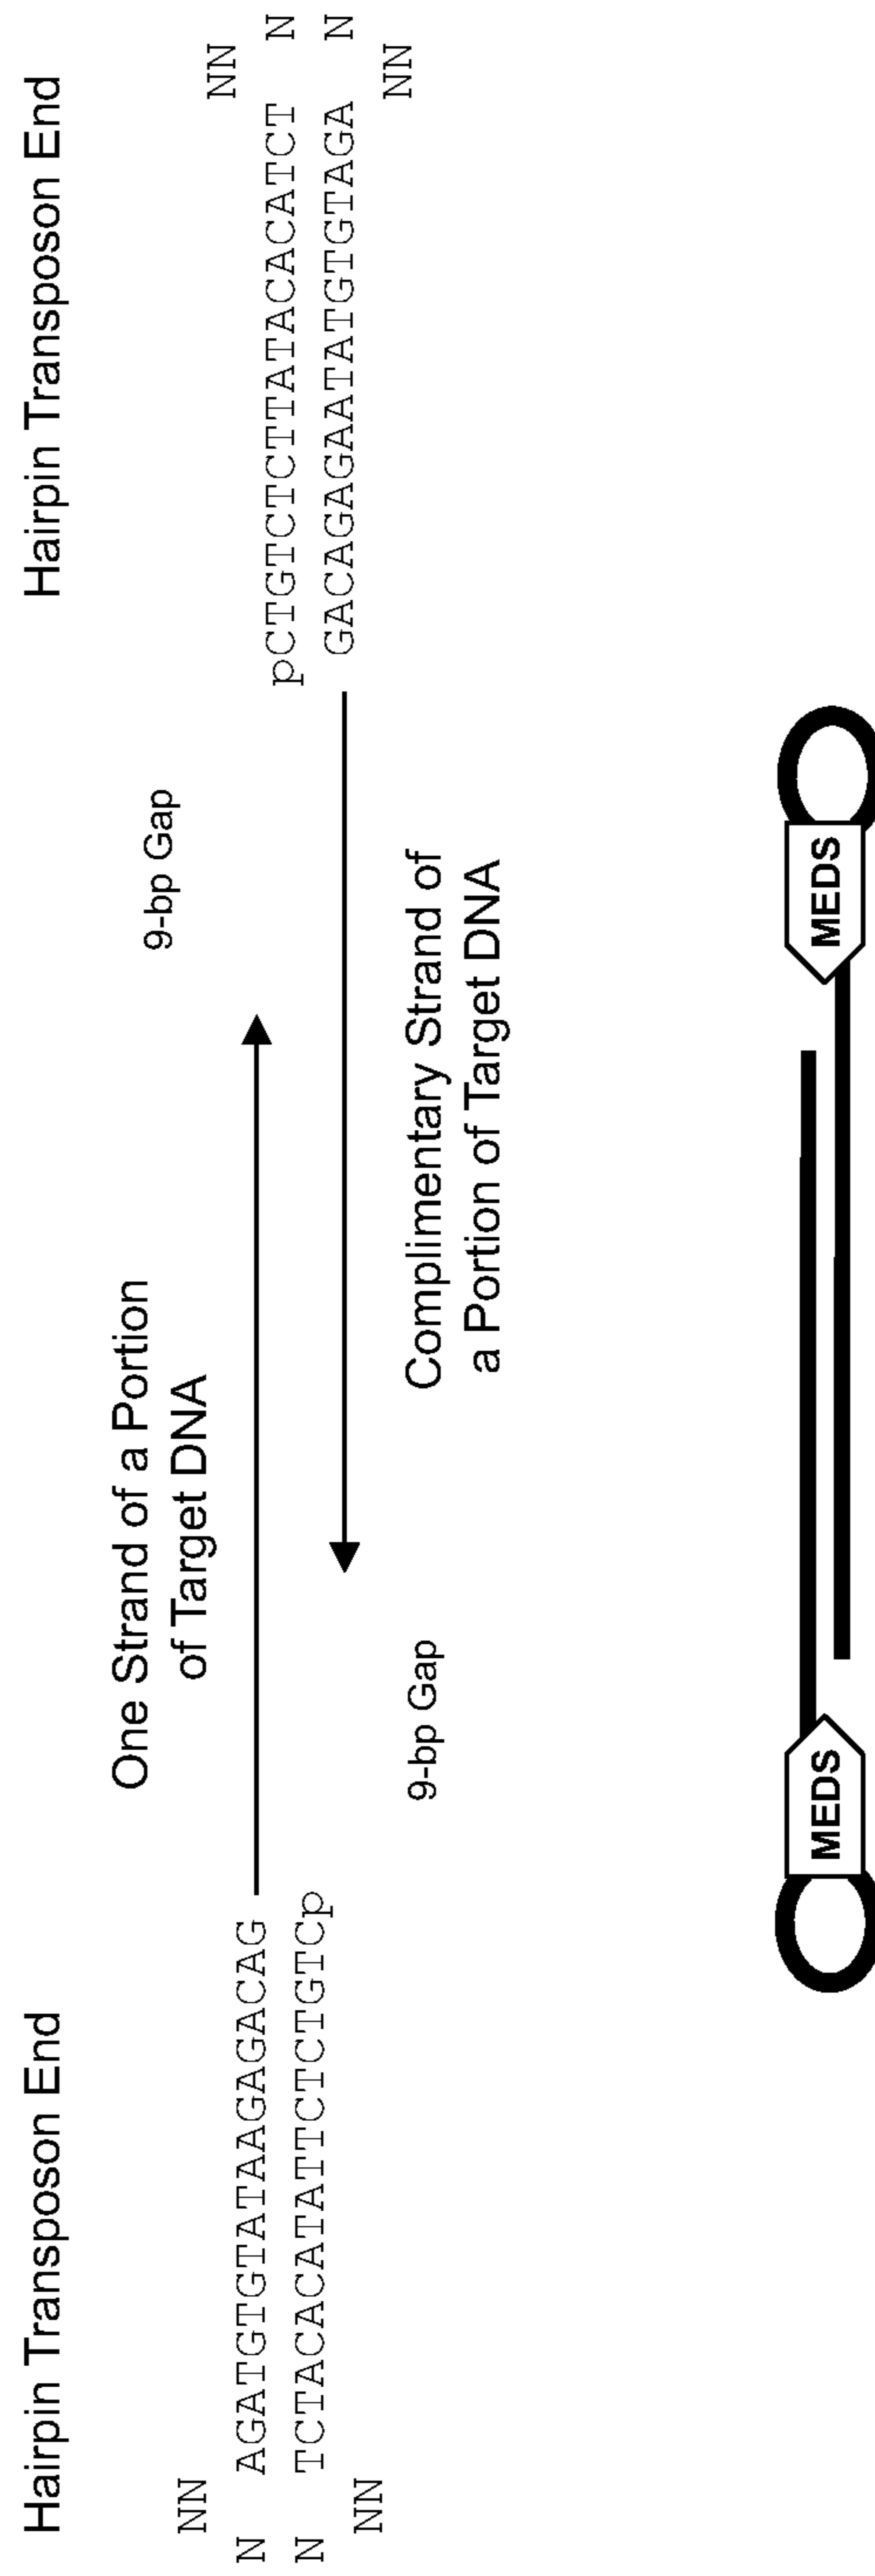 Hairpin Transposon End
Hairpin Transposon End
One Strand of a Portion
of Target DNA
9-bp Gap
NN
NN
N AGATGTGTATAAGAGACAG
pCTGTCTCTTATACACATCT N
N TCTACACATATTCTCTGTCp
GACAGAGAATATGTGTAGA N
NN
NN
9-bp Gap
Complimentary Strand of
a Portion of Target DNA
MEDS
MEDS